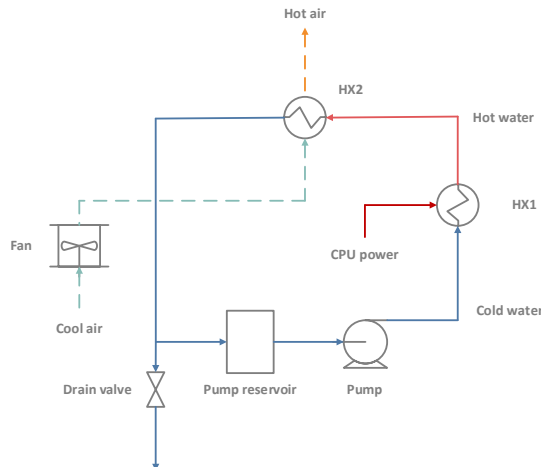 Hot air
HX2
Hot water
HX1
Fan
CPU power
Cold water
Cool air
Drain valve
Pump reservoir
Pump